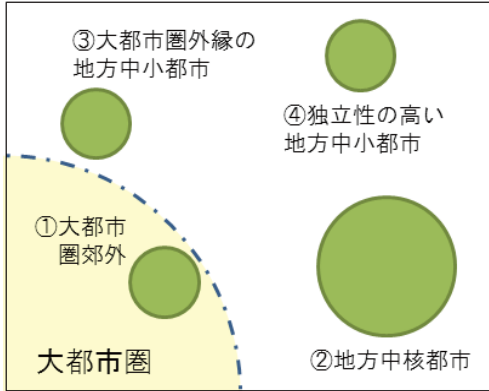 ③大都市圏外縁の
地方中小都市
④独立性の高い
地方中小都市
①大都市
圏郊外
大都市圏
②地方中核都市